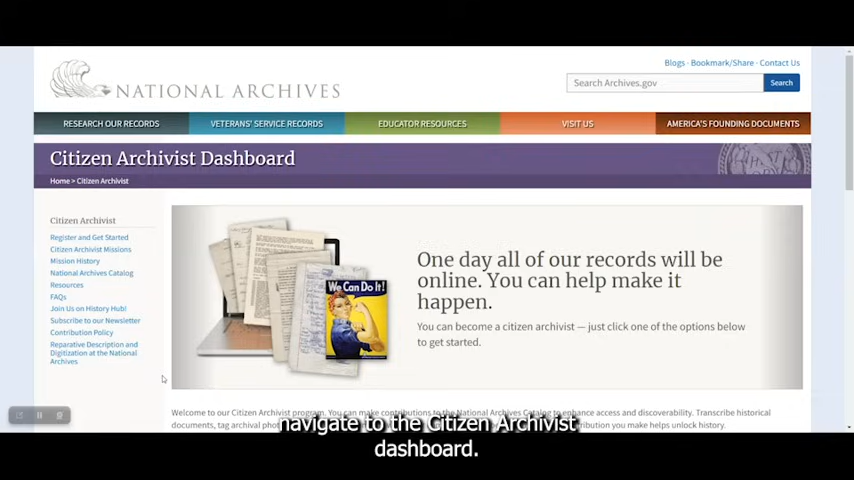 Blogs · Bookmark/Share · Contact Us
NATIONAL ARCHIVES
Search Archives.gov
Search
RESEARCH OUR RECORDS
VETERANS' SERVICE RECORDS
EDUCATOR RESOURCES
VISIT US
AMERICA'S FOUNDING DOCUMENTS
Citizen Archivist Dashboard
Home > Citizen Archivist
Citizen Archivist
Register and Get Started
Citizen Archivist Missions
Mission History
National Archives Catalog
Resources
FAQs
Join Us on History Hub!
Subscribe to our Newsletter
Contribution Policy
Reparative Description and
Digitization at the National
Archives
We Can Do It!
One day all of our records will be
online. You can help make it
happen.
You can become a citizen archivist — just click one of the options below
to get started.
Welcome to our Citizen Archivist program. You can make contributions to the National Archives Catalog to enhance access and discoverability. Transcribe historical
documents, tag archival contribution you make helps unlock history.
navigate to the Citizen Archivist
dashboard.